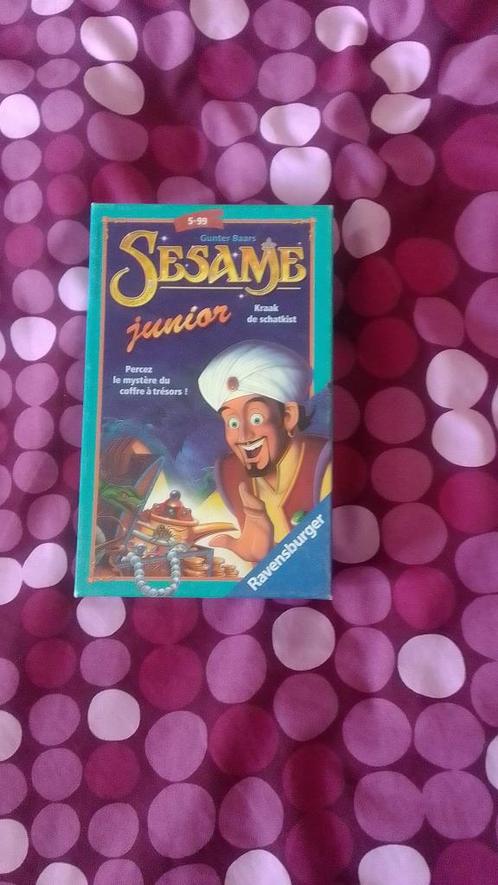 5-99
Gunter Baars
SESAME
junior
Kraak
de schatkist
Percez
le mystère du
coffre à trésors !
Ravensburger